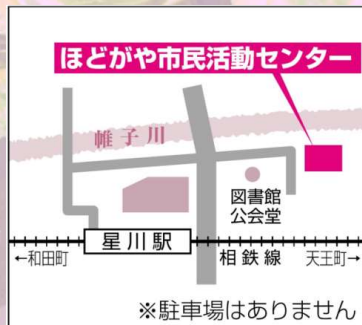 ほどがや市民活動センター
帷子川
図書館
公会堂
星川駅
相鉄線
←和田町
天王町→
※駐車場はありません